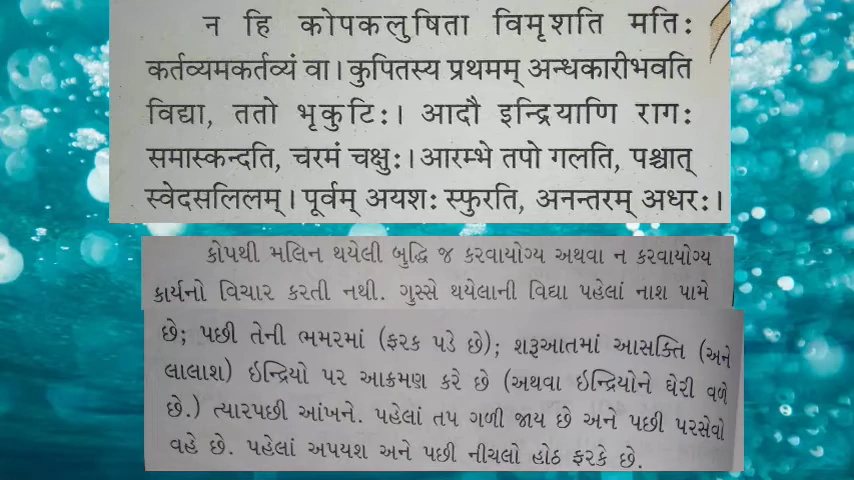 न हि कोपकलुषिता विमृशति मतिः
कर्तव्यमकर्तव्यं वा। कुपितस्य प्रथमम् अन्धकारीभवति
विद्या, ततो भृकुटिः। आदौ इन्द्रियाणि रागः
समास्कन्दति, चरमं चक्षुः। आरम्भे तपो गलति, पश्चात्
स्वेदसलिलम्। पूर्वम् अयशः स्फुरति, अनन्तरम् अधरः।
કોપથી મલિન થયેલી બુદ્ધિ જ કરવાયોગ્ય અથવા ન કરવાયોગ્ય
કાર્યનો વિચાર કરતી નથી. ગુસ્સે થયેલાની વિદ્યા પહેલાં નાશ પામે
છે; પછી તેની ભમરમાં (ફરક પડે છે); શરૂઆતમાં આસક્તિ (અને
લાલાશ) ઇન્દ્રિયો પર આક્રમણ કરે છે (અથવા ઇન્દ્રિયોને ઘેરી વળે
છે.) ત્યારપછી આંખને. પહેલાં તપ ગળી જાય છે અને પછી પરસેવો
વહે છે. પહેલાં અપયશ અને પછી નીચલો હોઠ ફરકે છે.